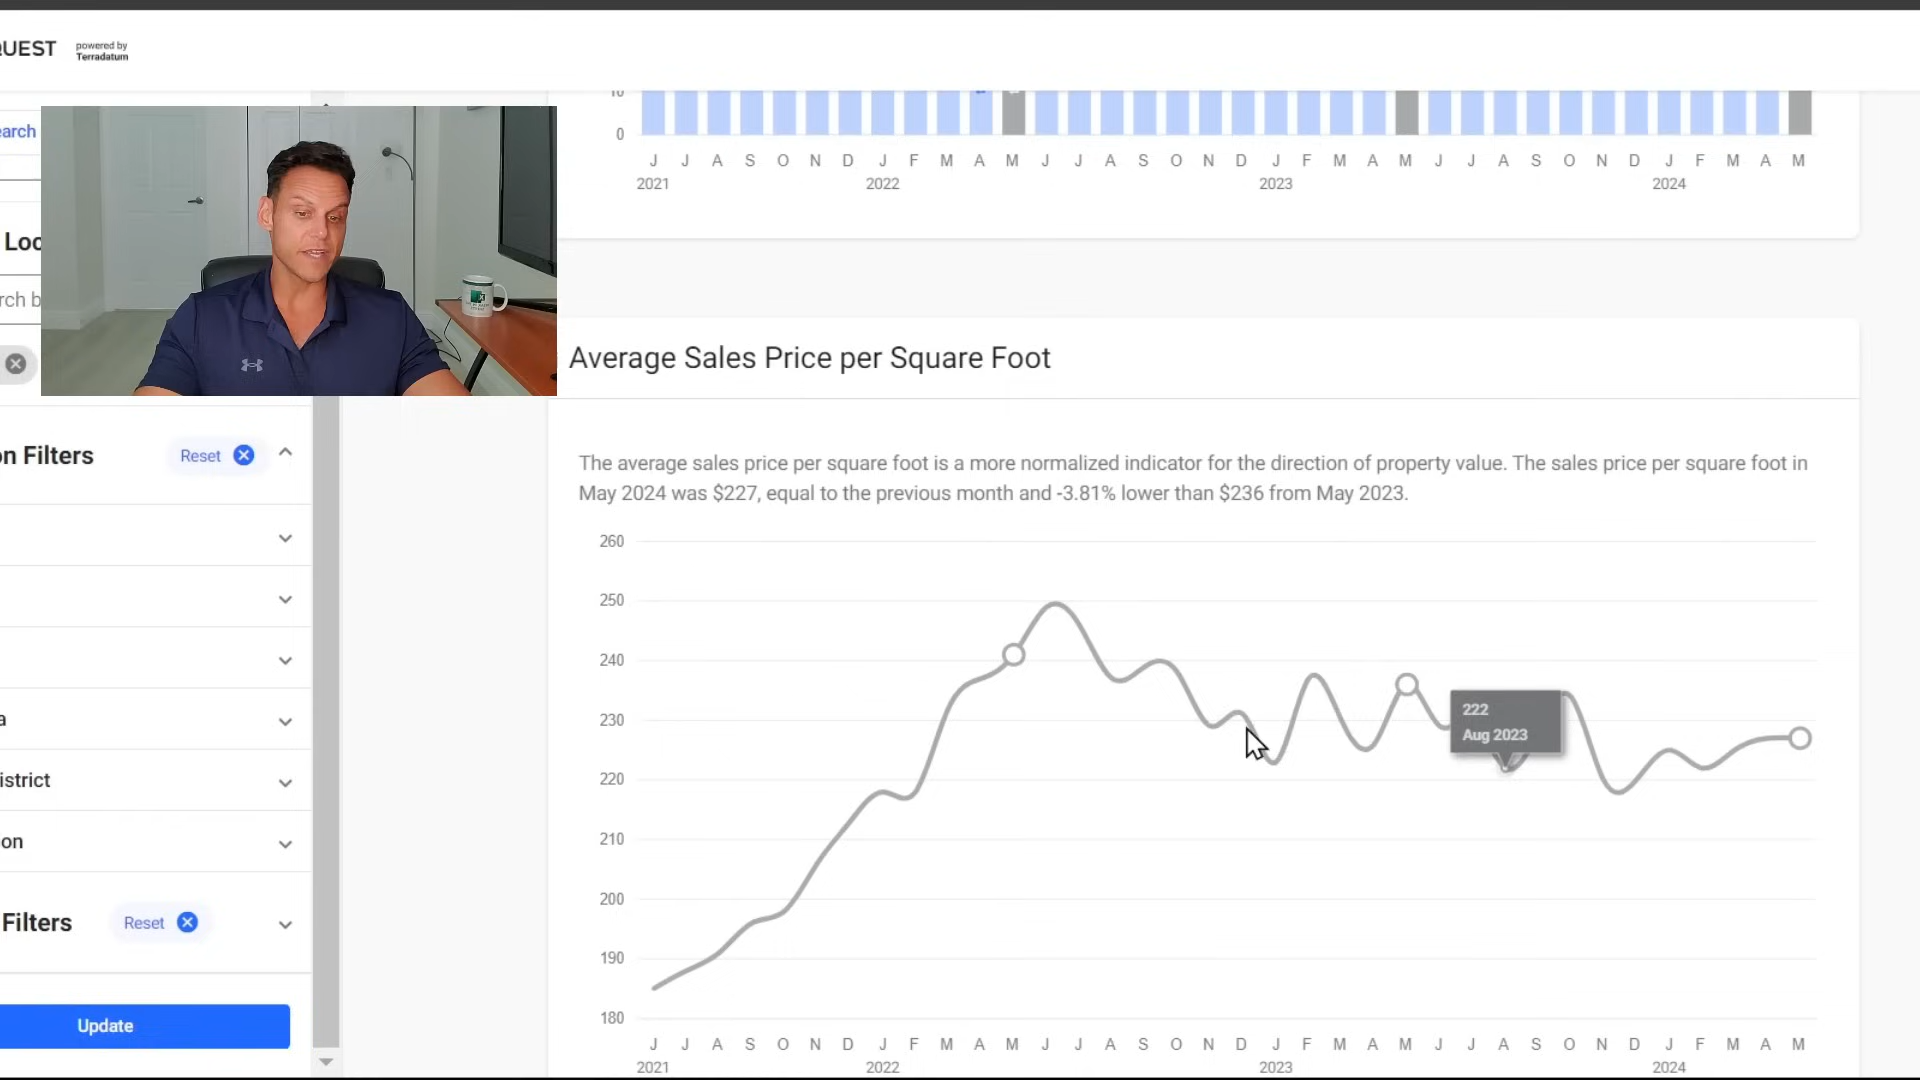 QUEST powered by
Terradatum
earch
Loc
rch b
on Filters Reset
a
istrict
on
Filters Reset
Update
10
0
J J A S O N D J F M A M J J A S O N D J F M A M J J A S O N D J F M A M
2021 2022 2023 2024
Average Sales Price per Square Foot
The average sales price per square foot is a more normalized indicator for the direction of property value. The sales price per square foot in
May 2024 was $227, equal to the previous month and -3.81% lower than $236 from May 2023.
260
250
240
230
222
Aug 2023
220
210
200
190
180
J J A S O N D J F M A M J J A S O N D J F M A M J J A S O N D J F M A M
2021 2022 2023 2024